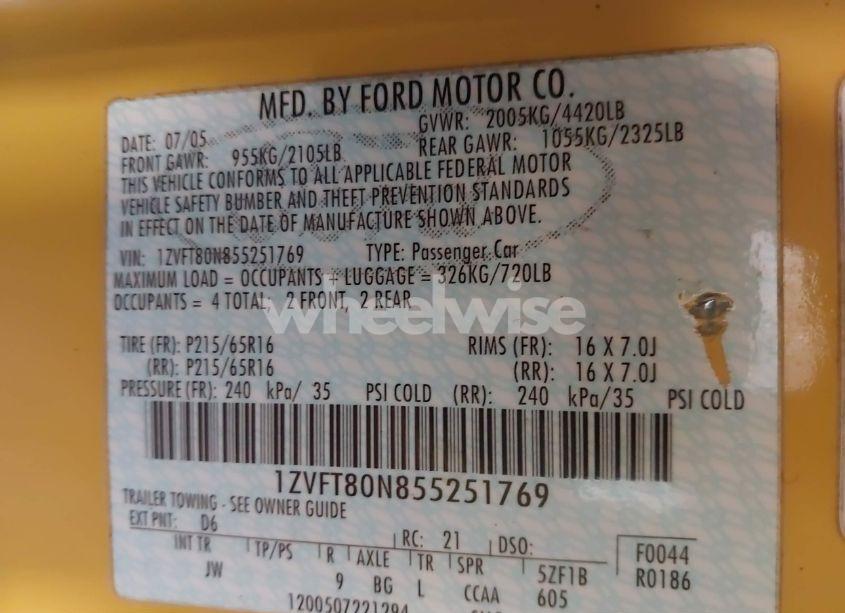 MFD. BY FORD MOTOR CO.
DATE: 07/05 GVWR: 2005KG/4420LB
FRONT GAWR: 955KG/2105LB REAR GAWR: 1055KG/2325LB
THIS VEHICLE CONFORMS TO ALL APPLICABLE FEDERAL MOTOR
VEHICLE SAFETY BUMBER AND THEFT PREVENTION STANDARDS
IN EFFECT ON THE DATE OF MANUFACTURE SHOWN ABOVE.
VIN: 1ZVFT80N855251769 TYPE: Passenger Car
MAXIMUM LOAD = OCCUPANTS + LUGGAGE = 326KG/720LB
OCCUPANTS = 4 TOTAL, 2 FRONT, 2 REAR
wheelwise
TIRE (FR): P215/65R16 RIMS (FR): 16 X 7.0J
(RR): P215/65R16 (RR): 16 X 7.0J
PRESSURE (FR): 240 kPa/ 35 PSI COLD (RR): 240 kPa/35 PSI COLD
1ZVFT80N855251769
TRAILER TOWING - SEE OWNER GUIDE
EXT PNT: D6 RC: 21 DSO: F0044
INT TR TP/PS R AXLE TR SPR 5ZF1B R0186
JW 9 BG L CCAA 605